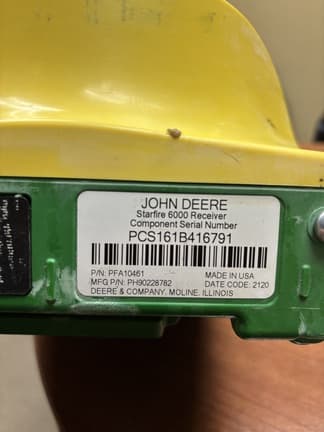 JOHN DEERE
Starfire 6000 Receiver
Component Serial Number
PCS161B416791
P/N: PFA10461 MADE IN USA
MFG P/N: PH90228782 DATE CODE: 2120
DEERE & COMPANY, MOLINE, ILLINOIS